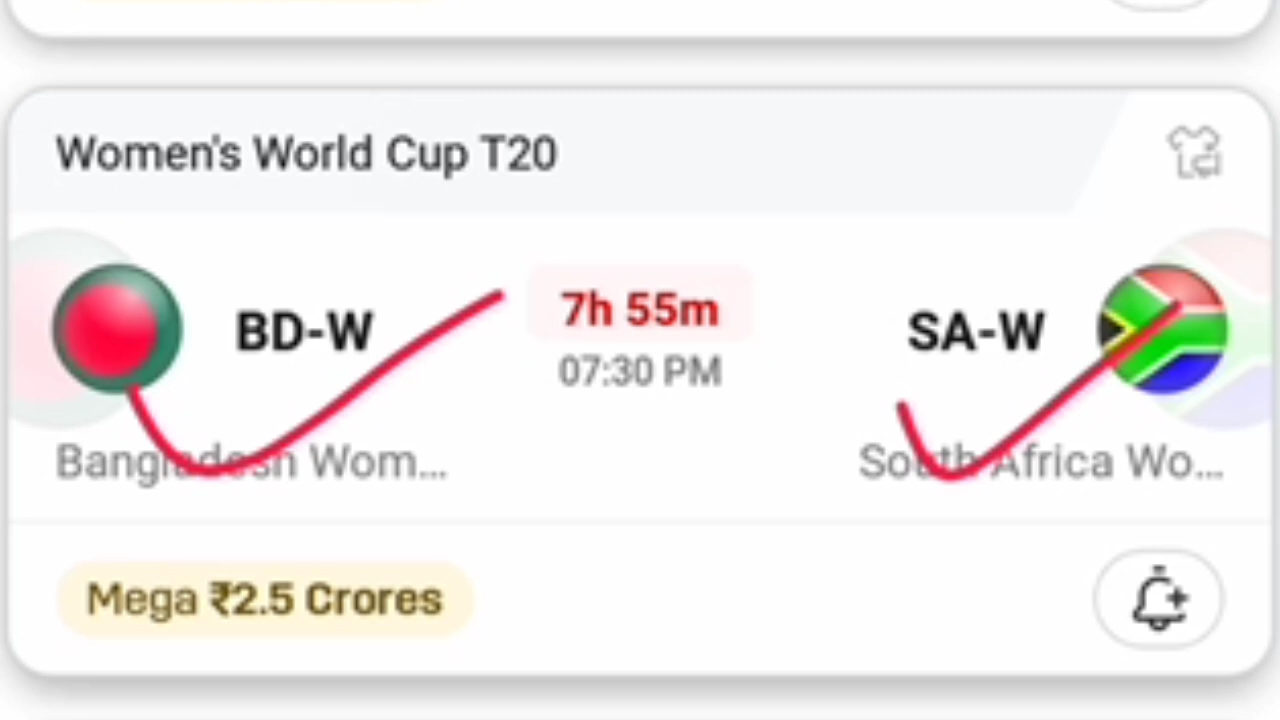 Women's World Cup T20
BD-W
7h 55m
07:30 PM
SA-W
Bangladesh Wom...
South Africa Wo...
Mega ₹2.5 Crores